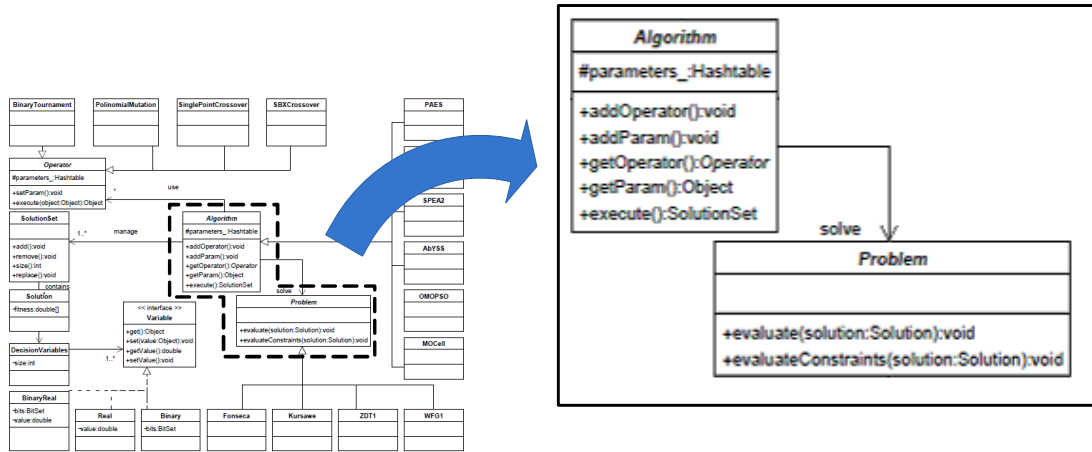 BinaryTournament
PolinomialMutation
SinglePointCrossover
SBXCrossover
PAES
Operator
#parameters_:Hashtable
+setParam():void
+execute(object:Object):Object
use
*
SPEA2
SolutionSet
+add():void
+remove():void
+size():int
+replace():void
1..*
manage
Algorithm
#parameters_:Hashtable
+addOperator():void
+addParam():void
+getOperator():Operator
+getParam():Object
+execute():SolutionSet
AbYSS
contains
Solution
-fitness:double[]
solve
Problem
+evaluate(solution:Solution):void
+evaluateConstraints(solution:Solution):void
OMOPSO
<< interface >>
Variable
+get():Object
+set(value:Object):void
+getValue():double
+setValue():void
MOCell
DecisionVariables
-size:int
1..*
BinaryReal
-bits:BitSet
-value:double
Real
-value:double
Binary
-bits:BitSet
Fonseca
Kursawe
ZDT1
WFG1
Algorithm
#parameters_:Hashtable
+addOperator():void
+addParam():void
+getOperator():Operator
+getParam():Object
+execute():SolutionSet
solve
Problem
+evaluate(solution:Solution):void
+evaluateConstraints(solution:Solution):void